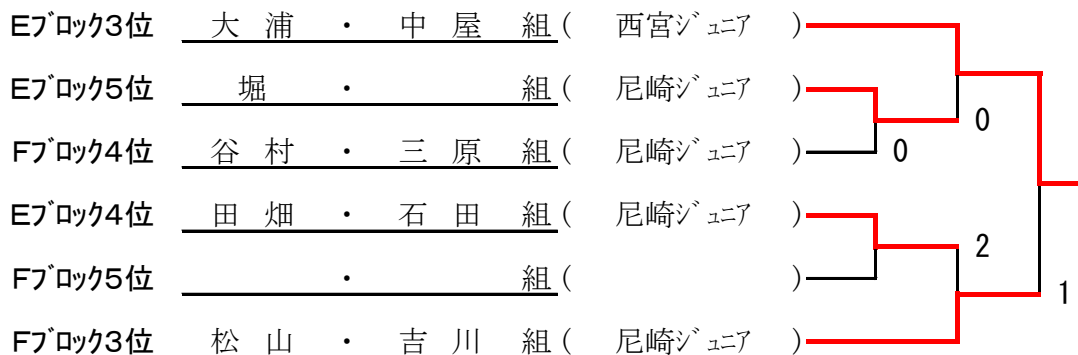 Eブロック3位 大浦・中屋 組( 西宮ジュニア )
Eブロック5位 堀・ 組( 尼崎ジュニア )
0
Fブロック4位 谷村・三原 組( 尼崎ジュニア ) 0
Eブロック4位 田畑・石田 組( 尼崎ジュニア )
2
Fブロック5位 ・ 組( )
1
Fブロック3位 松山・吉川 組( 尼崎ジュニア )